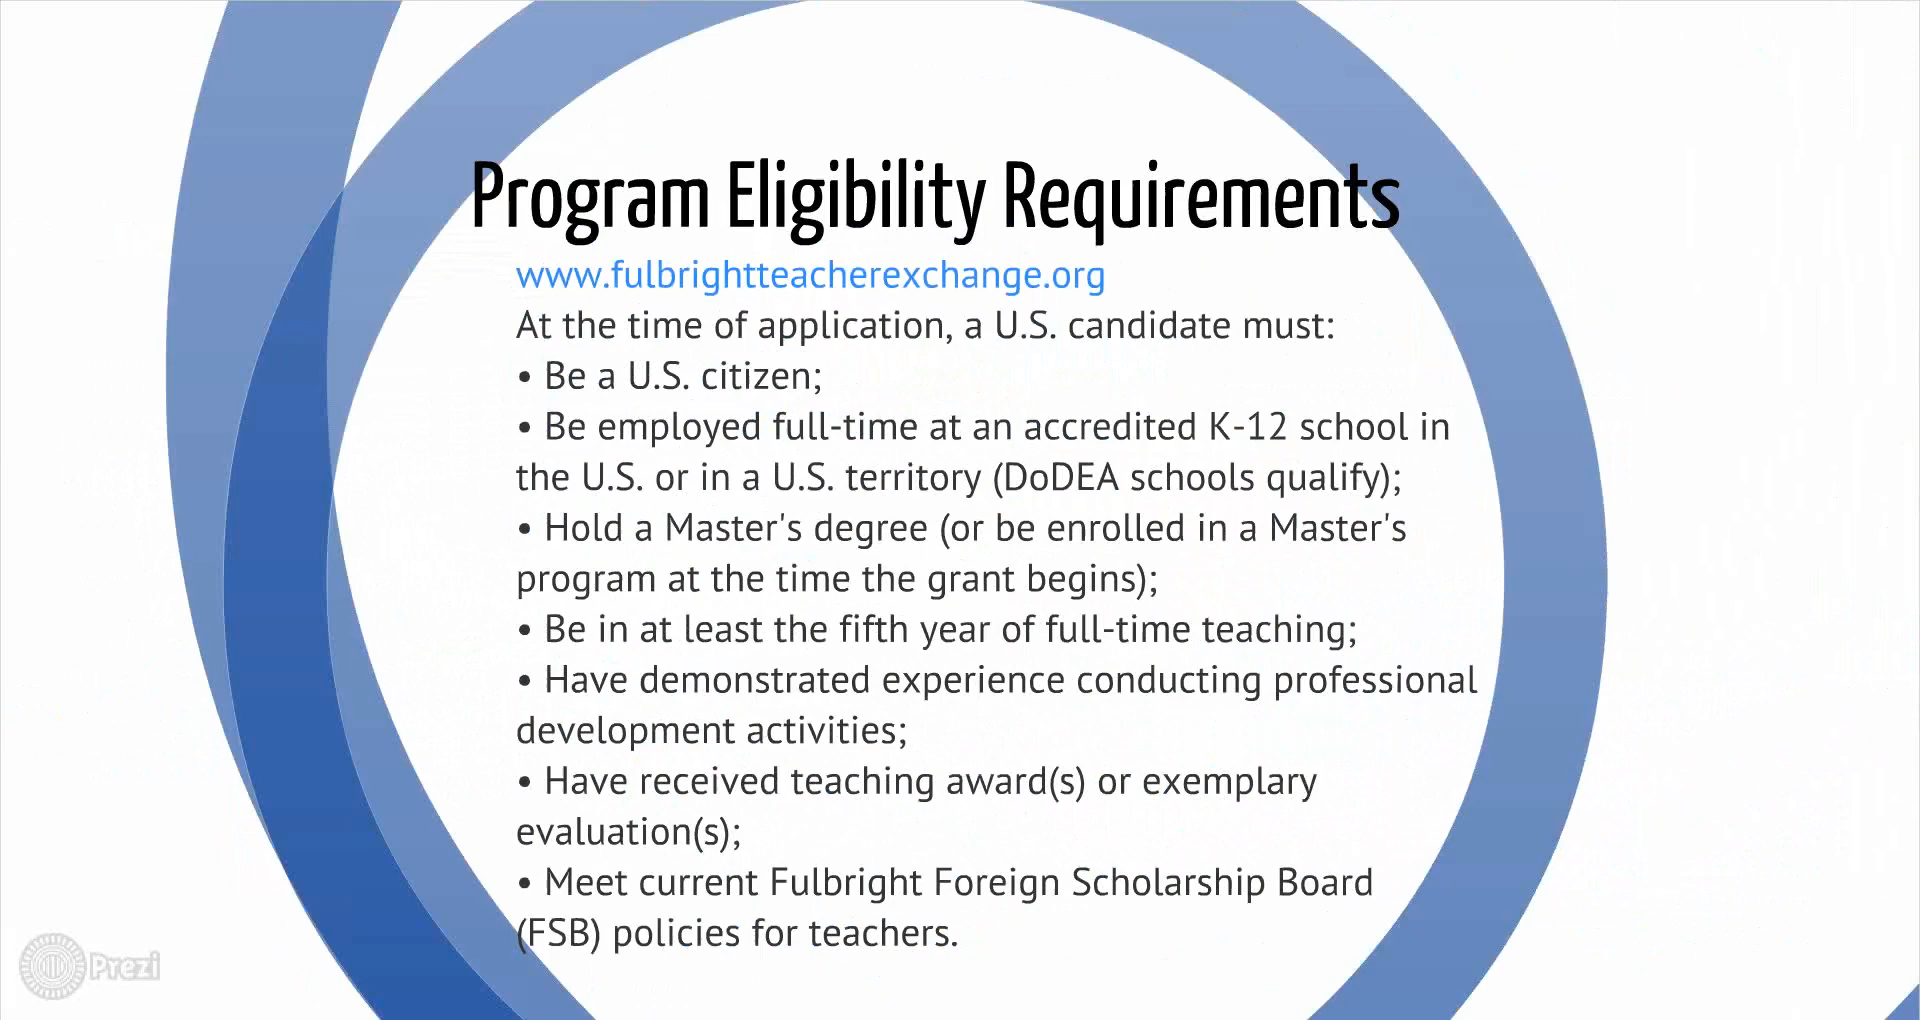 Program Eligibility Requirements
www.fulbrightteacherexchange.org
At the time of application, a U.S. candidate must:
• Be a U.S. citizen;
• Be employed full-time at an accredited K-12 school in
the U.S. or in a U.S. territory (DoDEA schools qualify);
• Hold a Master's degree (or be enrolled in a Master's
program at the time the grant begins);
• Be in at least the fifth year of full-time teaching;
• Have demonstrated experience conducting professional
development activities;
• Have received teaching award(s) or exemplary
evaluation(s);
• Meet current Fulbright Foreign Scholarship Board
(FSB) policies for teachers.
Prezi